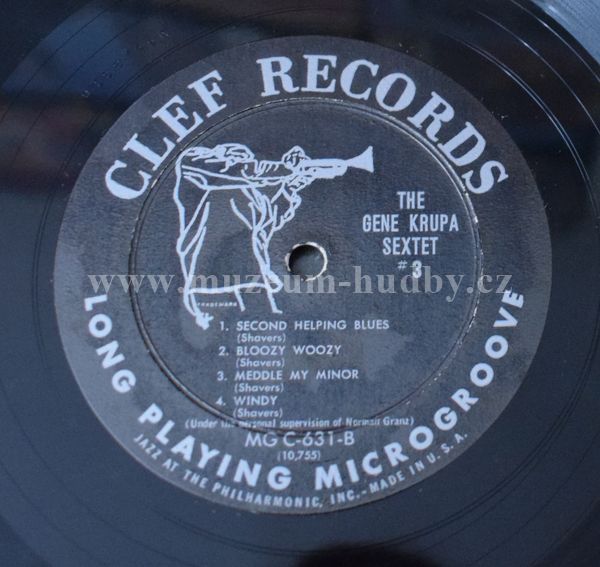 CLEF RECORDS
THE
GENE KRUPA
SEXTET
# 3
www.muzeum-hudby.cz
TRADEMARK
1. SECOND HELPING BLUES
(Shavers)
2. BLOOZY WOOZY
(Shavers)
3. MEDDLE MY MINOR
(Shavers)
4. WINDY
(Shavers)
(Under the personal supervision of Norman Granz)
MG C-631-B
(10,755)
LONG PLAYING MICROGROOVE
JAZZ AT THE PHILHARMONIC, INC.-MADE IN U.S.A.